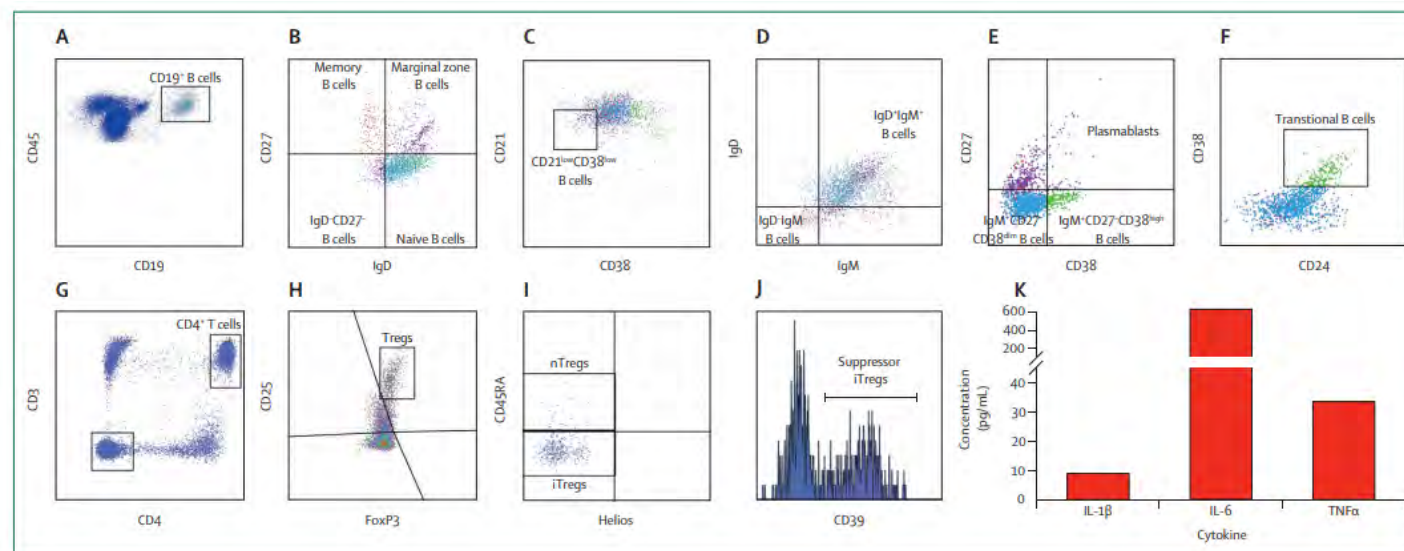 A
CD19⁺ B cells
CD45
CD19
B
Memory
B cells
Marginal zone
B cells
CD27
IgD⁻CD27⁻
B cells
Naive B cells
IgD
C
CD21
CD21ˡᵒʷCD38ˡᵒʷ
B cells
CD38
D
IgD
IgD⁺IgM⁺
B cells
IgD⁻IgM⁻
B cells
IgM
E
CD27
Plasmablasts
IgM⁺CD27⁻
CD38ᵈⁱᵐ B cells
IgM⁺CD27⁻CD38ʰⁱᵍʰ
B cells
CD38
F
CD38
Transtional B cells
CD24
G
CD4⁺ T cells
CD3
CD4
H
Tregs
CD25
FoxP3
I
nTregs
CD45RA
iTregs
Helios
J
Suppressor
iTregs
CD39
K
600
400
200
40
30
20
10
0
Concentration
(pg/mL)
IL-1β
IL-6
TNFα
Cytokine